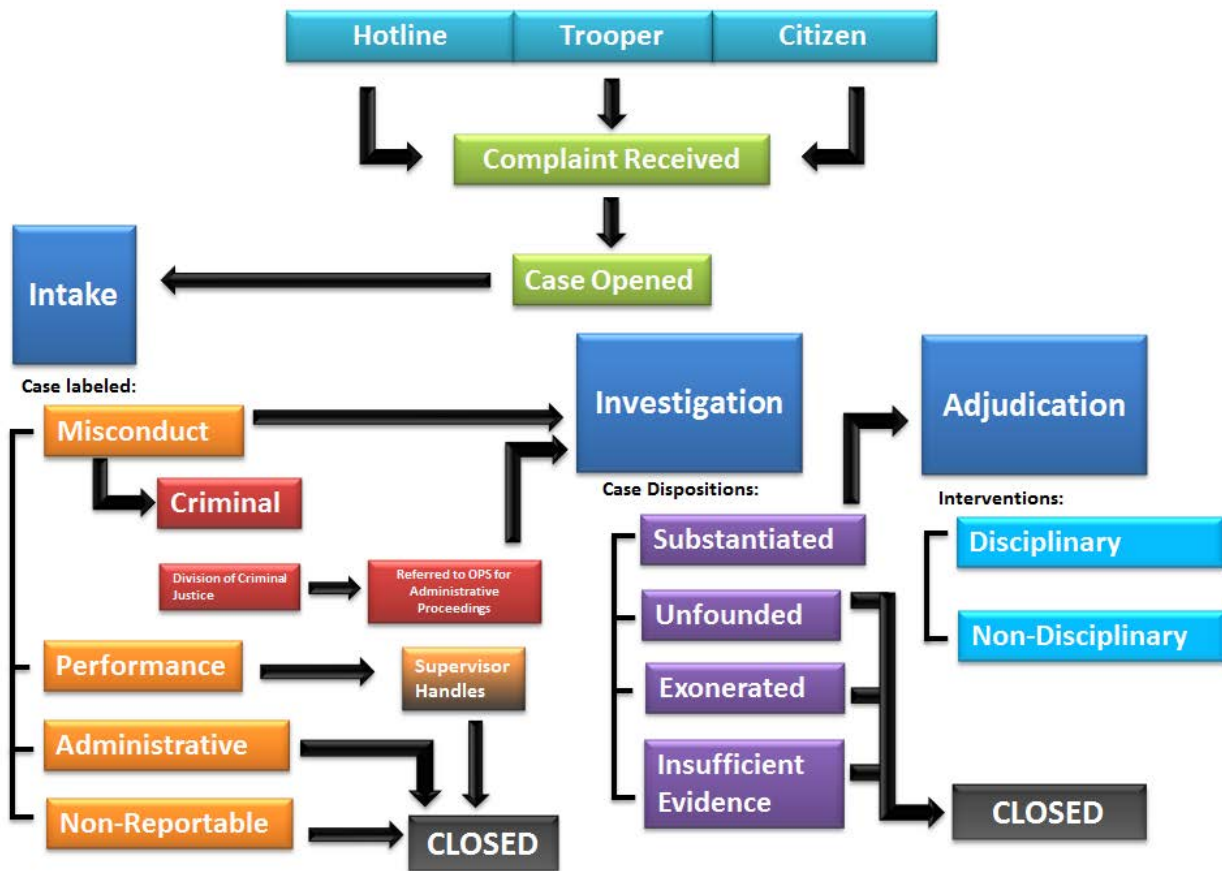 Hotline
Trooper
Citizen
Complaint Received
Case Opened
Intake
Case labeled:
Misconduct
Criminal
Division of Criminal
Justice
Referred to OPS for
Administrative
Proceedings
Performance
Supervisor
Handles
Administrative
Non-Reportable
CLOSED
Investigation
Case Dispositions:
Substantiated
Unfounded
Exonerated
Insufficient
Evidence
Adjudication
Interventions:
Disciplinary
Non-Disciplinary
CLOSED